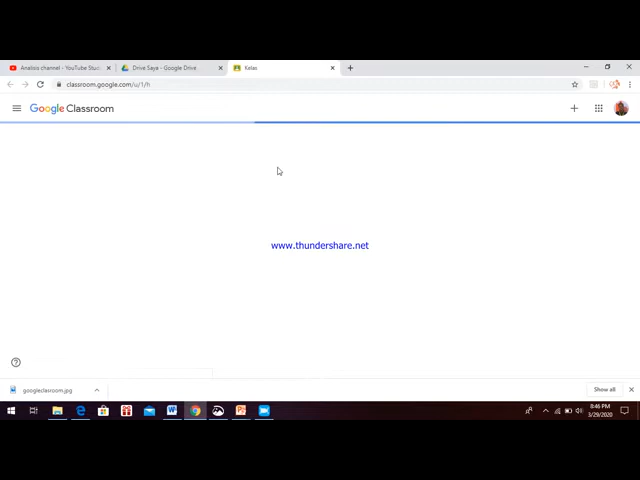 Analisis channel - YouTube Stu
Drive Saya - Google Drive
Kelas
classroom.google.com/u/1/h
Google Classroom
www.thundershare.net
googleclassroom.jpg
Show all
8:46 PM
3/29/2020